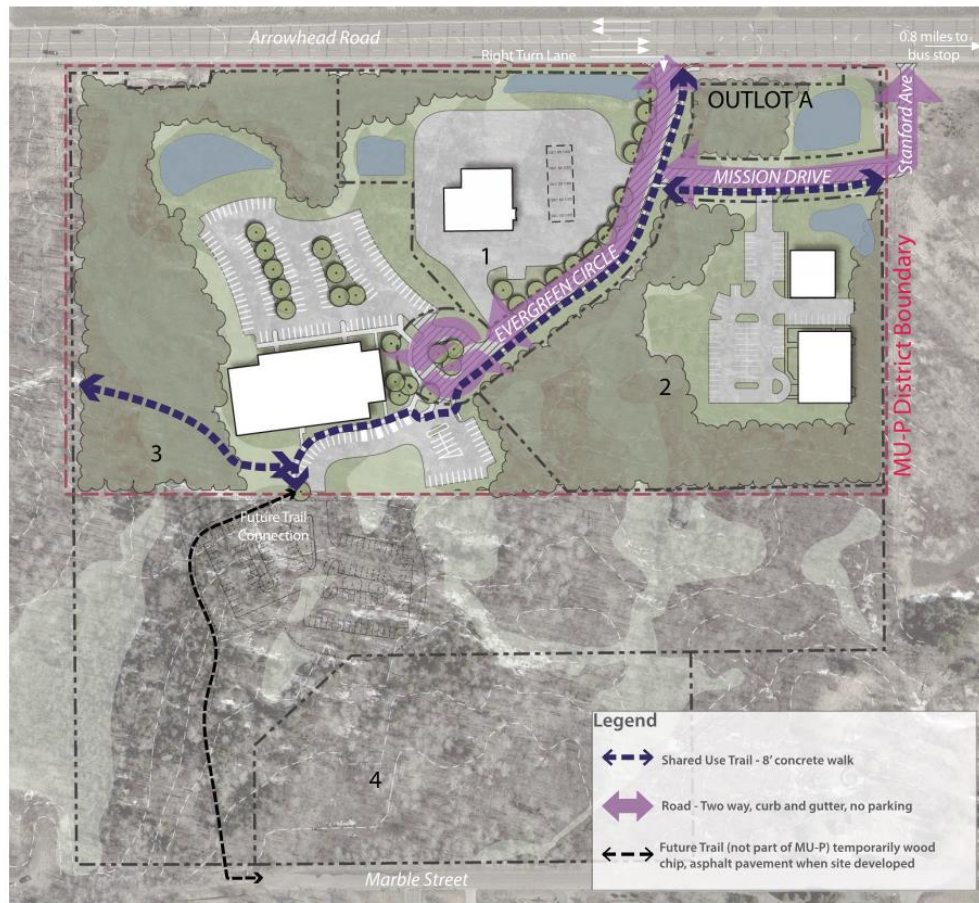 Arrowhead Road
Right Turn Lane
0.8 miles to
bus stop
OUTLOT A
Stanford Ave
MISSION DRIVE
1
EVERGREEN CIRCLE
2
MU-P District Boundary
3
Future Trail
Connection
4
Marble Street
Legend
Shared Use Trail - 8' concrete walk
Road - Two way, curb and gutter, no parking
Future Trail (not part of MU-P) temporarily wood
chip, asphalt pavement when site developed